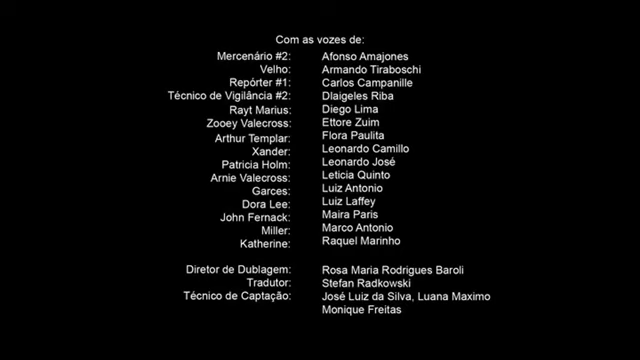 Com as vozes de:
Mercenário #2: Afonso Amajones
Velho: Armando Tiraboschi
Repórter #1: Carlos Campanille
Técnico de Vigilância #2: Dlaigeles Riba
Rayt Marius: Diego Lima
Zooey Valecross: Ettore Zuim
Arthur Templar: Flora Paulita
Xander: Leonardo Camillo
Patricia Holm: Leonardo José
Arnie Valecross: Leticia Quinto
Garces: Luiz Antonio
Dora Lee: Luiz Laffey
John Fernack: Maira Paris
Miller: Marco Antonio
Katherine: Raquel Marinho
Diretor de Dublagem: Rosa Maria Rodrigues Baroli
Tradutor: Stefan Radkowski
Técnico de Captação: José Luiz da Silva, Luana Maximo
Monique Freitas